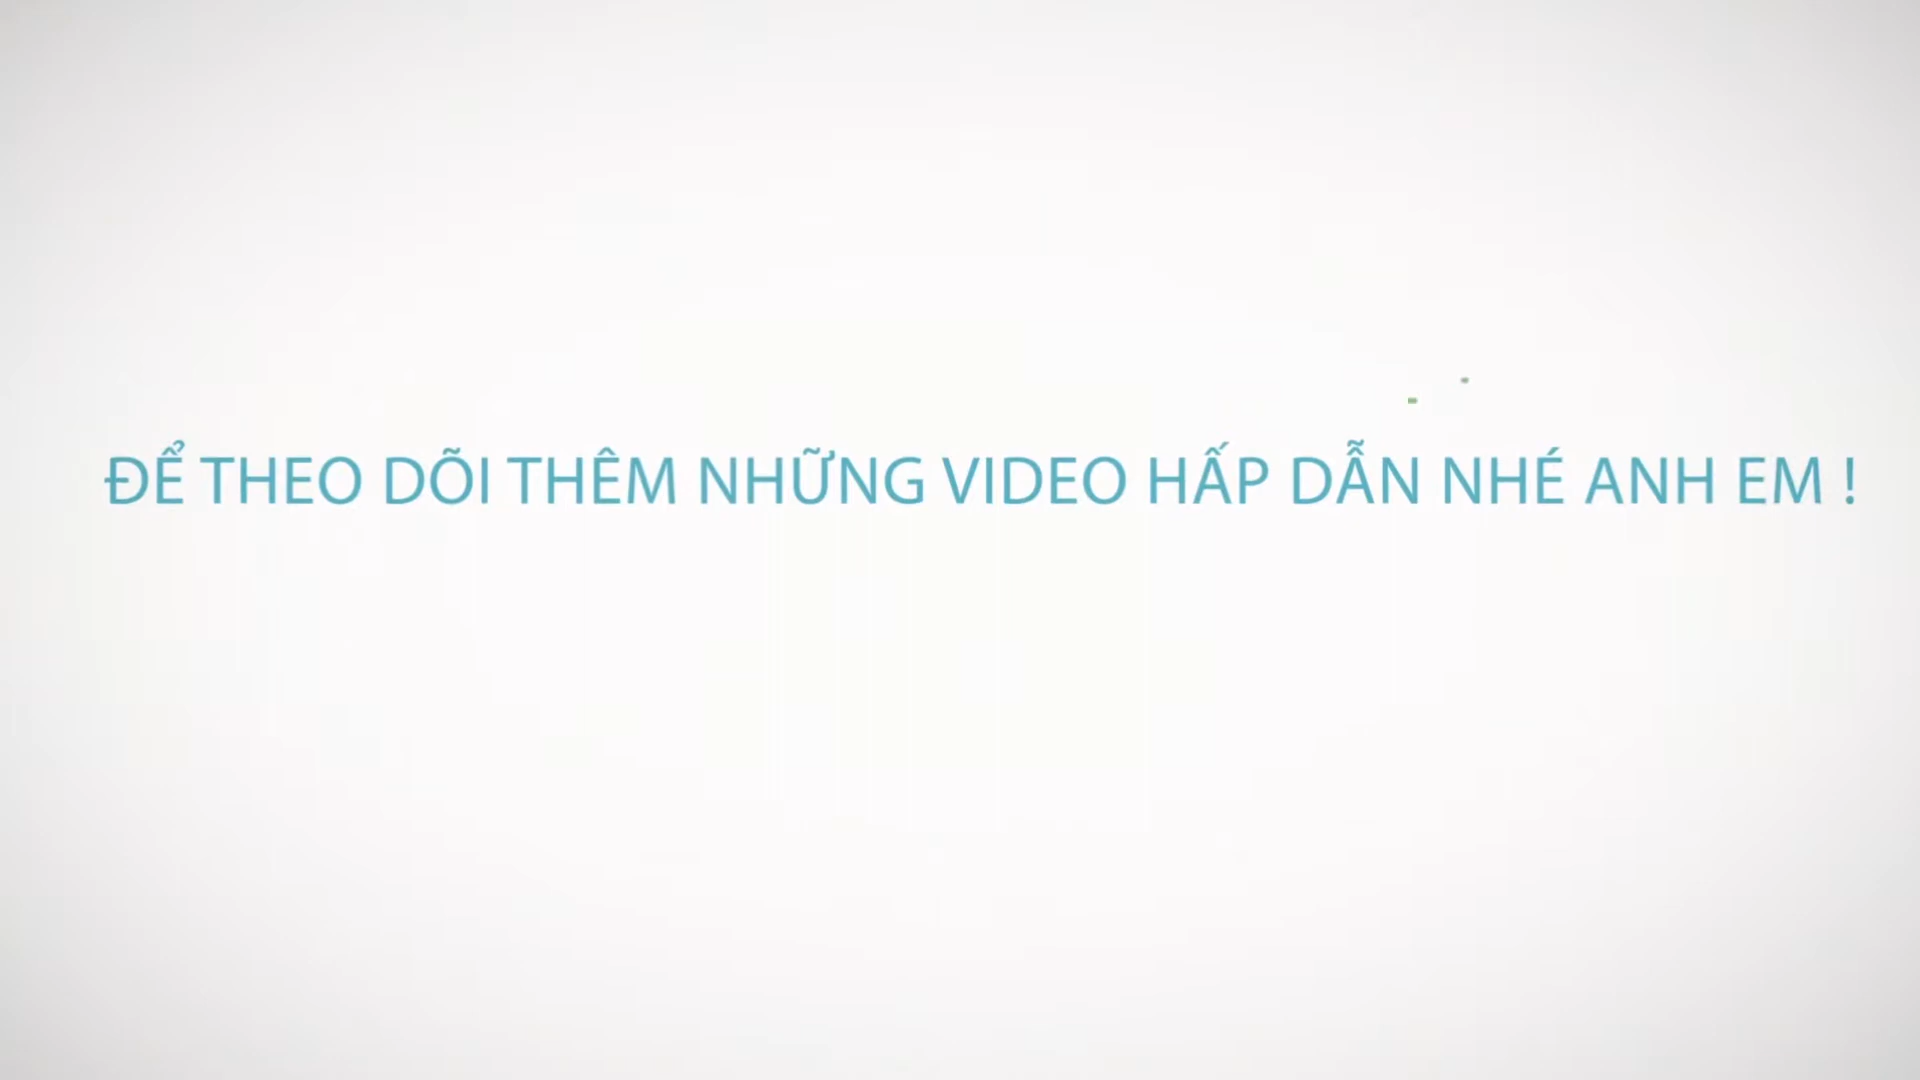 ĐỂ THEO DÕI THÊM NHỮNG VIDEO HẤP DẪN NHÉ ANH EM !